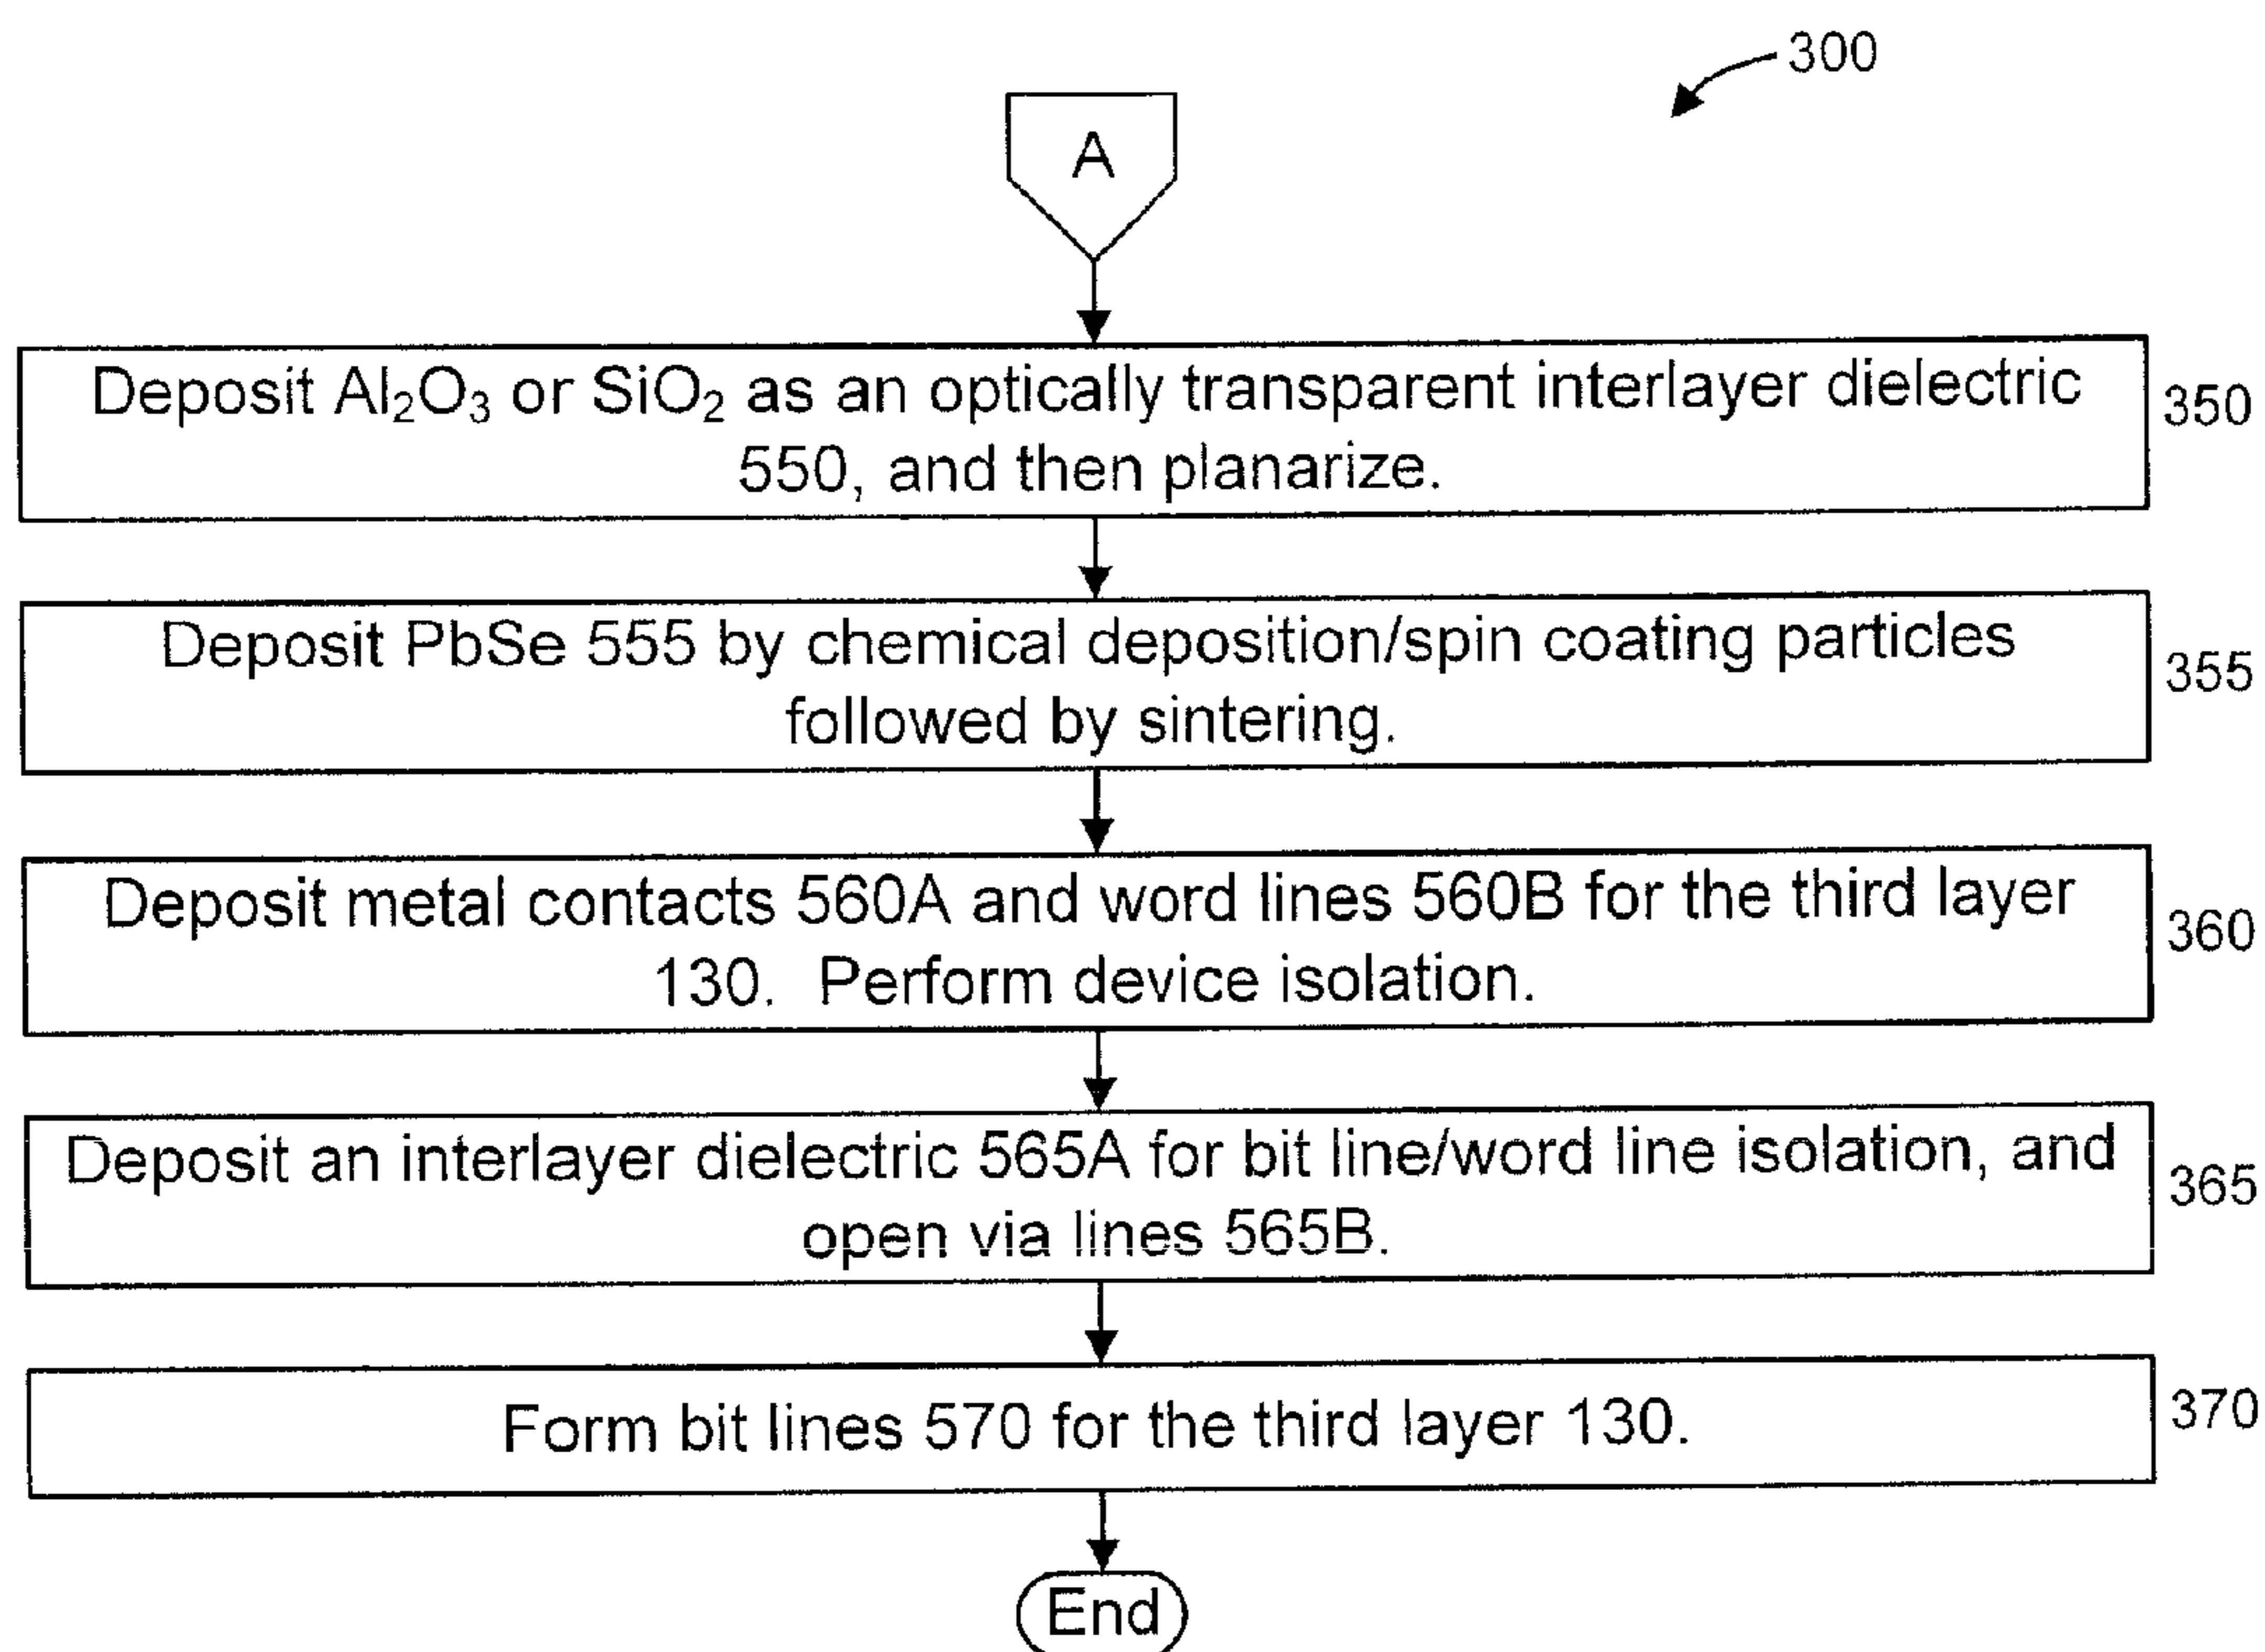 300
A
Deposit Al₂O₃ or SiO₂ as an optically transparent interlayer dielectric
550, and then planarize.
350
Deposit PbSe 555 by chemical deposition/spin coating particles
followed by sintering.
355
Deposit metal contacts 560A and word lines 560B for the third layer
130. Perform device isolation.
360
Deposit an interlayer dielectric 565A for bit line/word line isolation, and
open via lines 565B.
365
Form bit lines 570 for the third layer 130.
370
End